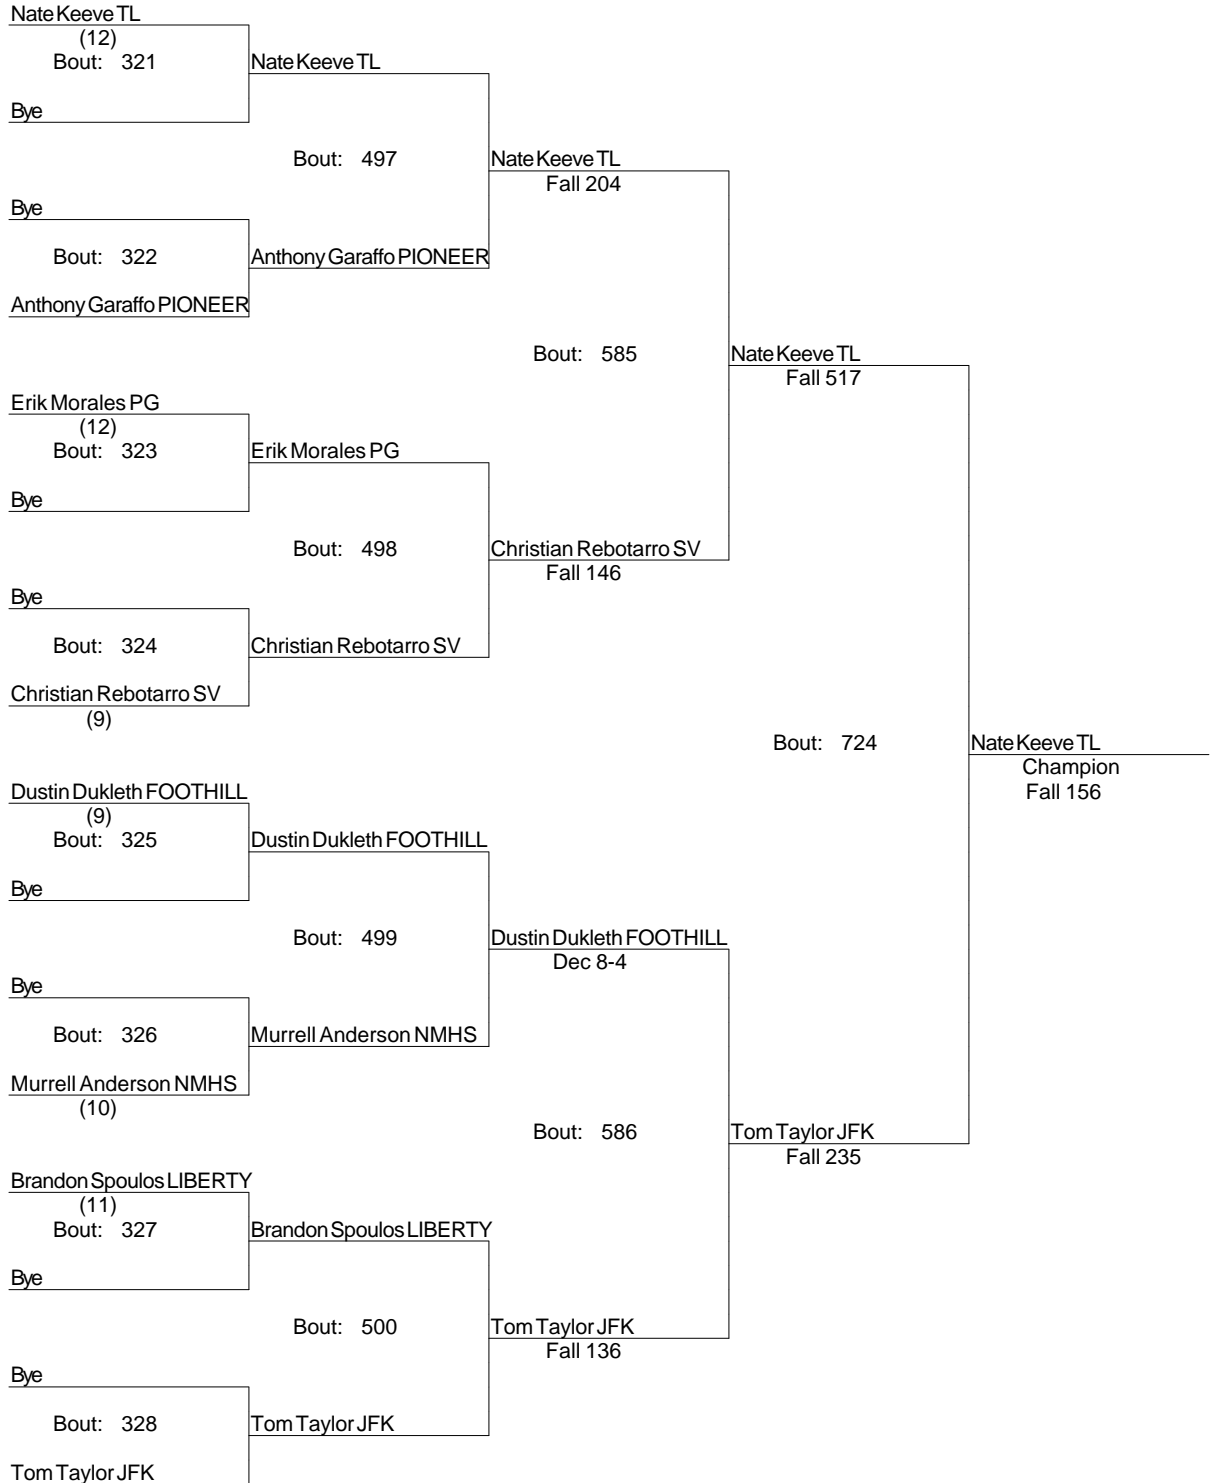 Nate Keeve TL
(12)
Bout: 321
Nate Keeve TL
Bye
Bout: 497
Nate Keeve TL
Fall 204
Bye
Bout: 322
Anthony Garaffo PIONEER
Anthony Garaffo PIONEER
Bout: 585
Nate Keeve TL
Fall 517
Erik Morales PG
(12)
Bout: 323
Erik Morales PG
Bye
Bout: 498
Christian Rebotarro SV
Fall 146
Bye
Bout: 324
Christian Rebotarro SV
Christian Rebotarro SV
(9)
Bout: 724
Nate Keeve TL
Champion
Fall 156
Dustin Dukleth FOOTHILL
(9)
Bout: 325
Dustin Dukleth FOOTHILL
Bye
Bout: 499
Dustin Dukleth FOOTHILL
Dec 8-4
Bye
Bout: 326
Murrell Anderson NMHS
Murrell Anderson NMHS
(10)
Bout: 586
Tom Taylor JFK
Fall 235
Brandon Spoulos LIBERTY
(11)
Bout: 327
Brandon Spoulos LIBERTY
Bye
Bout: 500
Tom Taylor JFK
Fall 136
Bye
Bout: 328
Tom Taylor JFK
Tom Taylor JFK